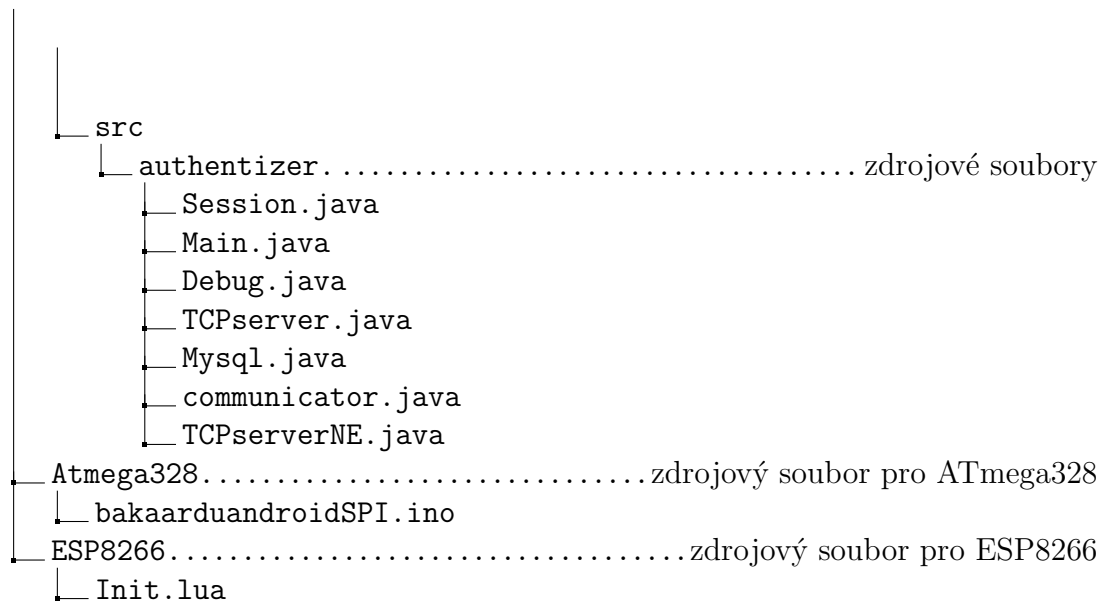 src
authentizer. . . . . . . . . . . . . . . . . . . . . . . . . . . . . . . . . . . . . zdrojové soubory
Session.java
Main.java
Debug.java
TCPserver.java
Mysql.java
communicator.java
TCPserverNE.java
Atmega328. . . . . . . . . . . . . . . . . . . . . . . . . . . . . . . zdrojový soubor pro ATmega328
bakaarduandroidSPI.ino
ESP8266. . . . . . . . . . . . . . . . . . . . . . . . . . . . . . . . . . . . zdrojový soubor pro ESP8266
Init.lua